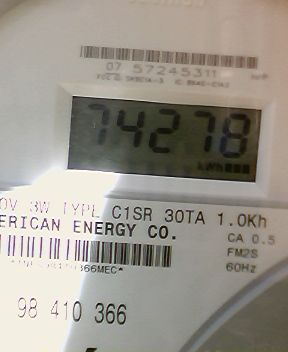 07 57245311
74278
kWh
0V 3W TYPE C1SR 30TA 1.0Kh
ERICAN ENERGY CO.
CA 0.5
FM2S
60Hz
98 410 366